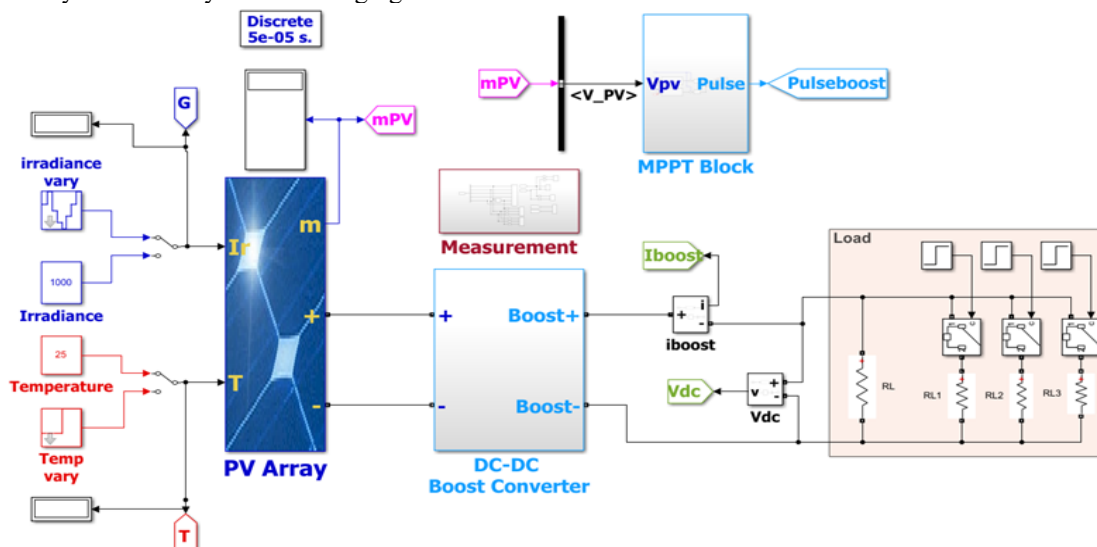 Discrete
5e-05 s.
mPV
<V_PV>
Vpv
Pulse
Pulseboost
MPPT Block
G
mPV
irradiance
vary
1000
Irradiance
25
Temperature
Temp
vary
T
Ir
m
T
+
-
PV Array
Measurement
+
-
Boost+
Boost-
DC-DC
Boost Converter
Iboost
+
i
-
iboost
Vdc
v
+
-
Vdc
Load
RL
RL1
RL2
RL3